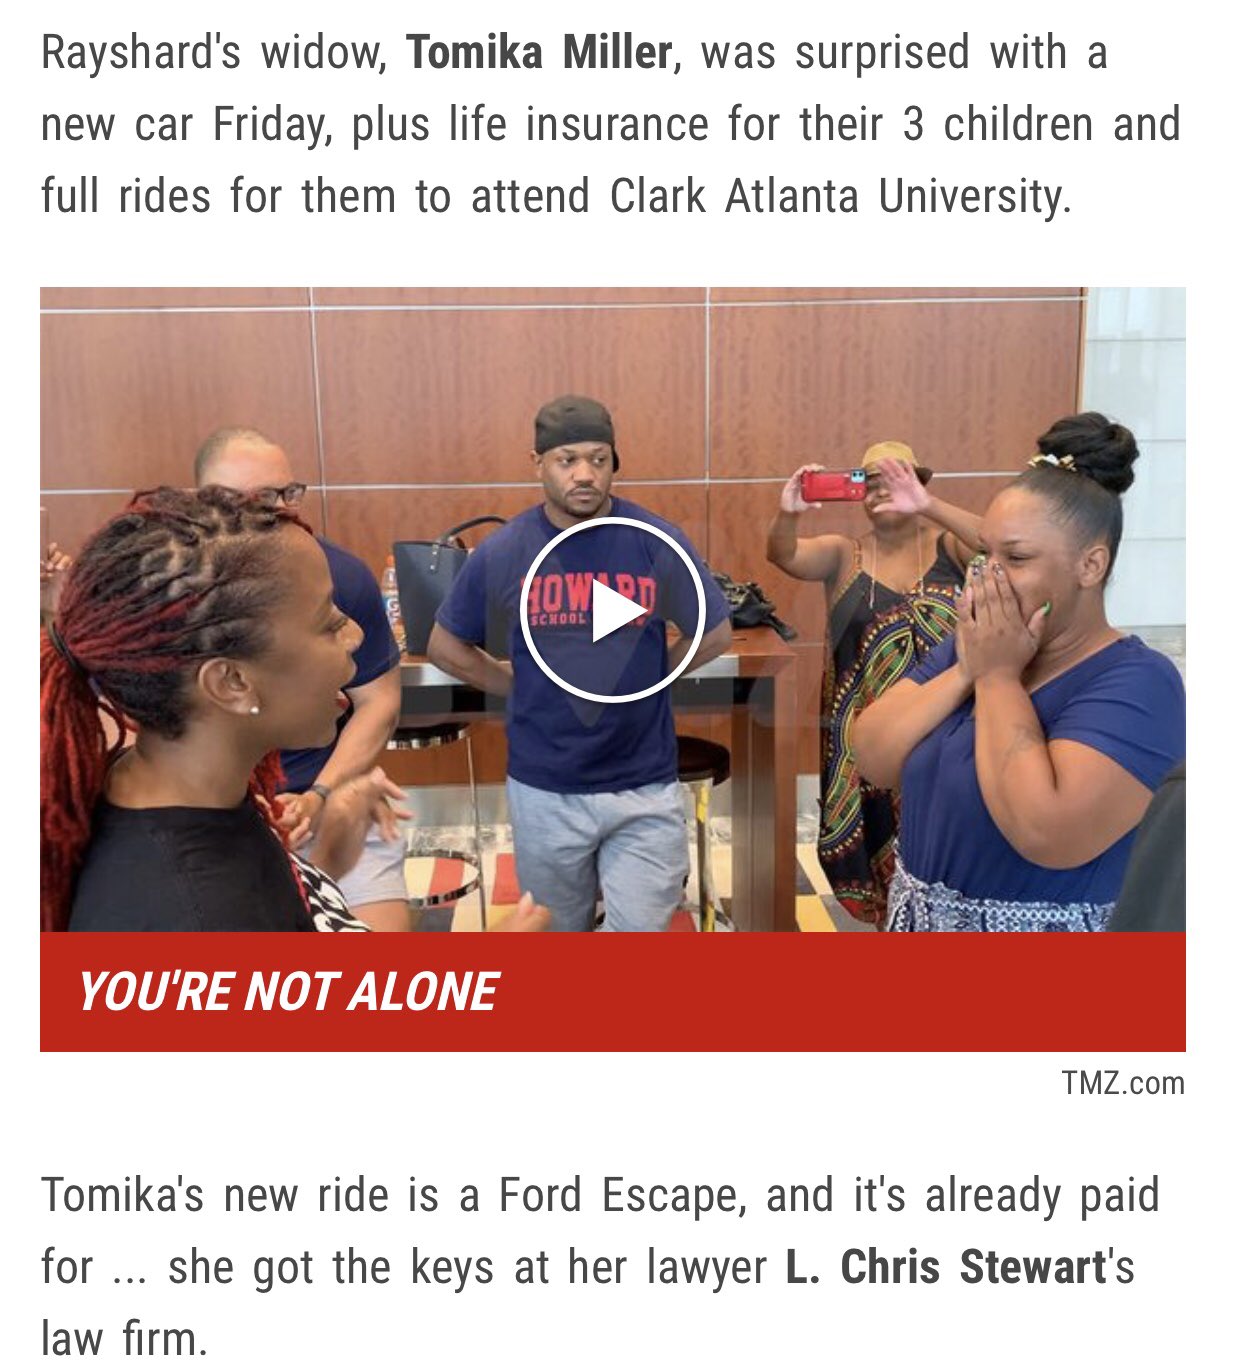 Rayshard's widow, Tomika Miller, was surprised with a
new car Friday, plus life insurance for their 3 children and
full rides for them to attend Clark Atlanta University.
HOWARD
SCHOOL
YOU'RE NOT ALONE
TMZ.com
Tomika's new ride is a Ford Escape, and it's already paid
for ... she got the keys at her lawyer L. Chris Stewart's
law firm.